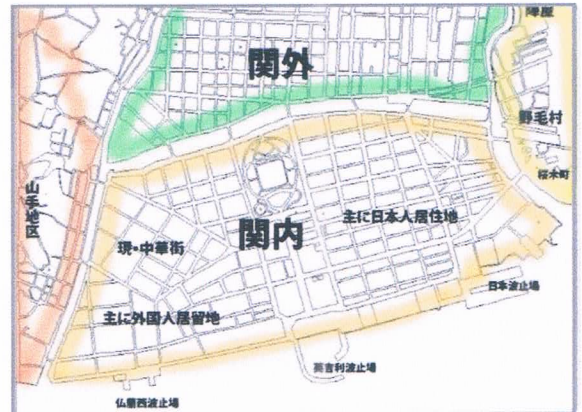 陣屋
関外
野毛村
桜木町
山手地区
主に日本人居住地
関内
現・中華街
日本波止場
主に外国人居留地
英吉利波止場
仏蘭西波止場